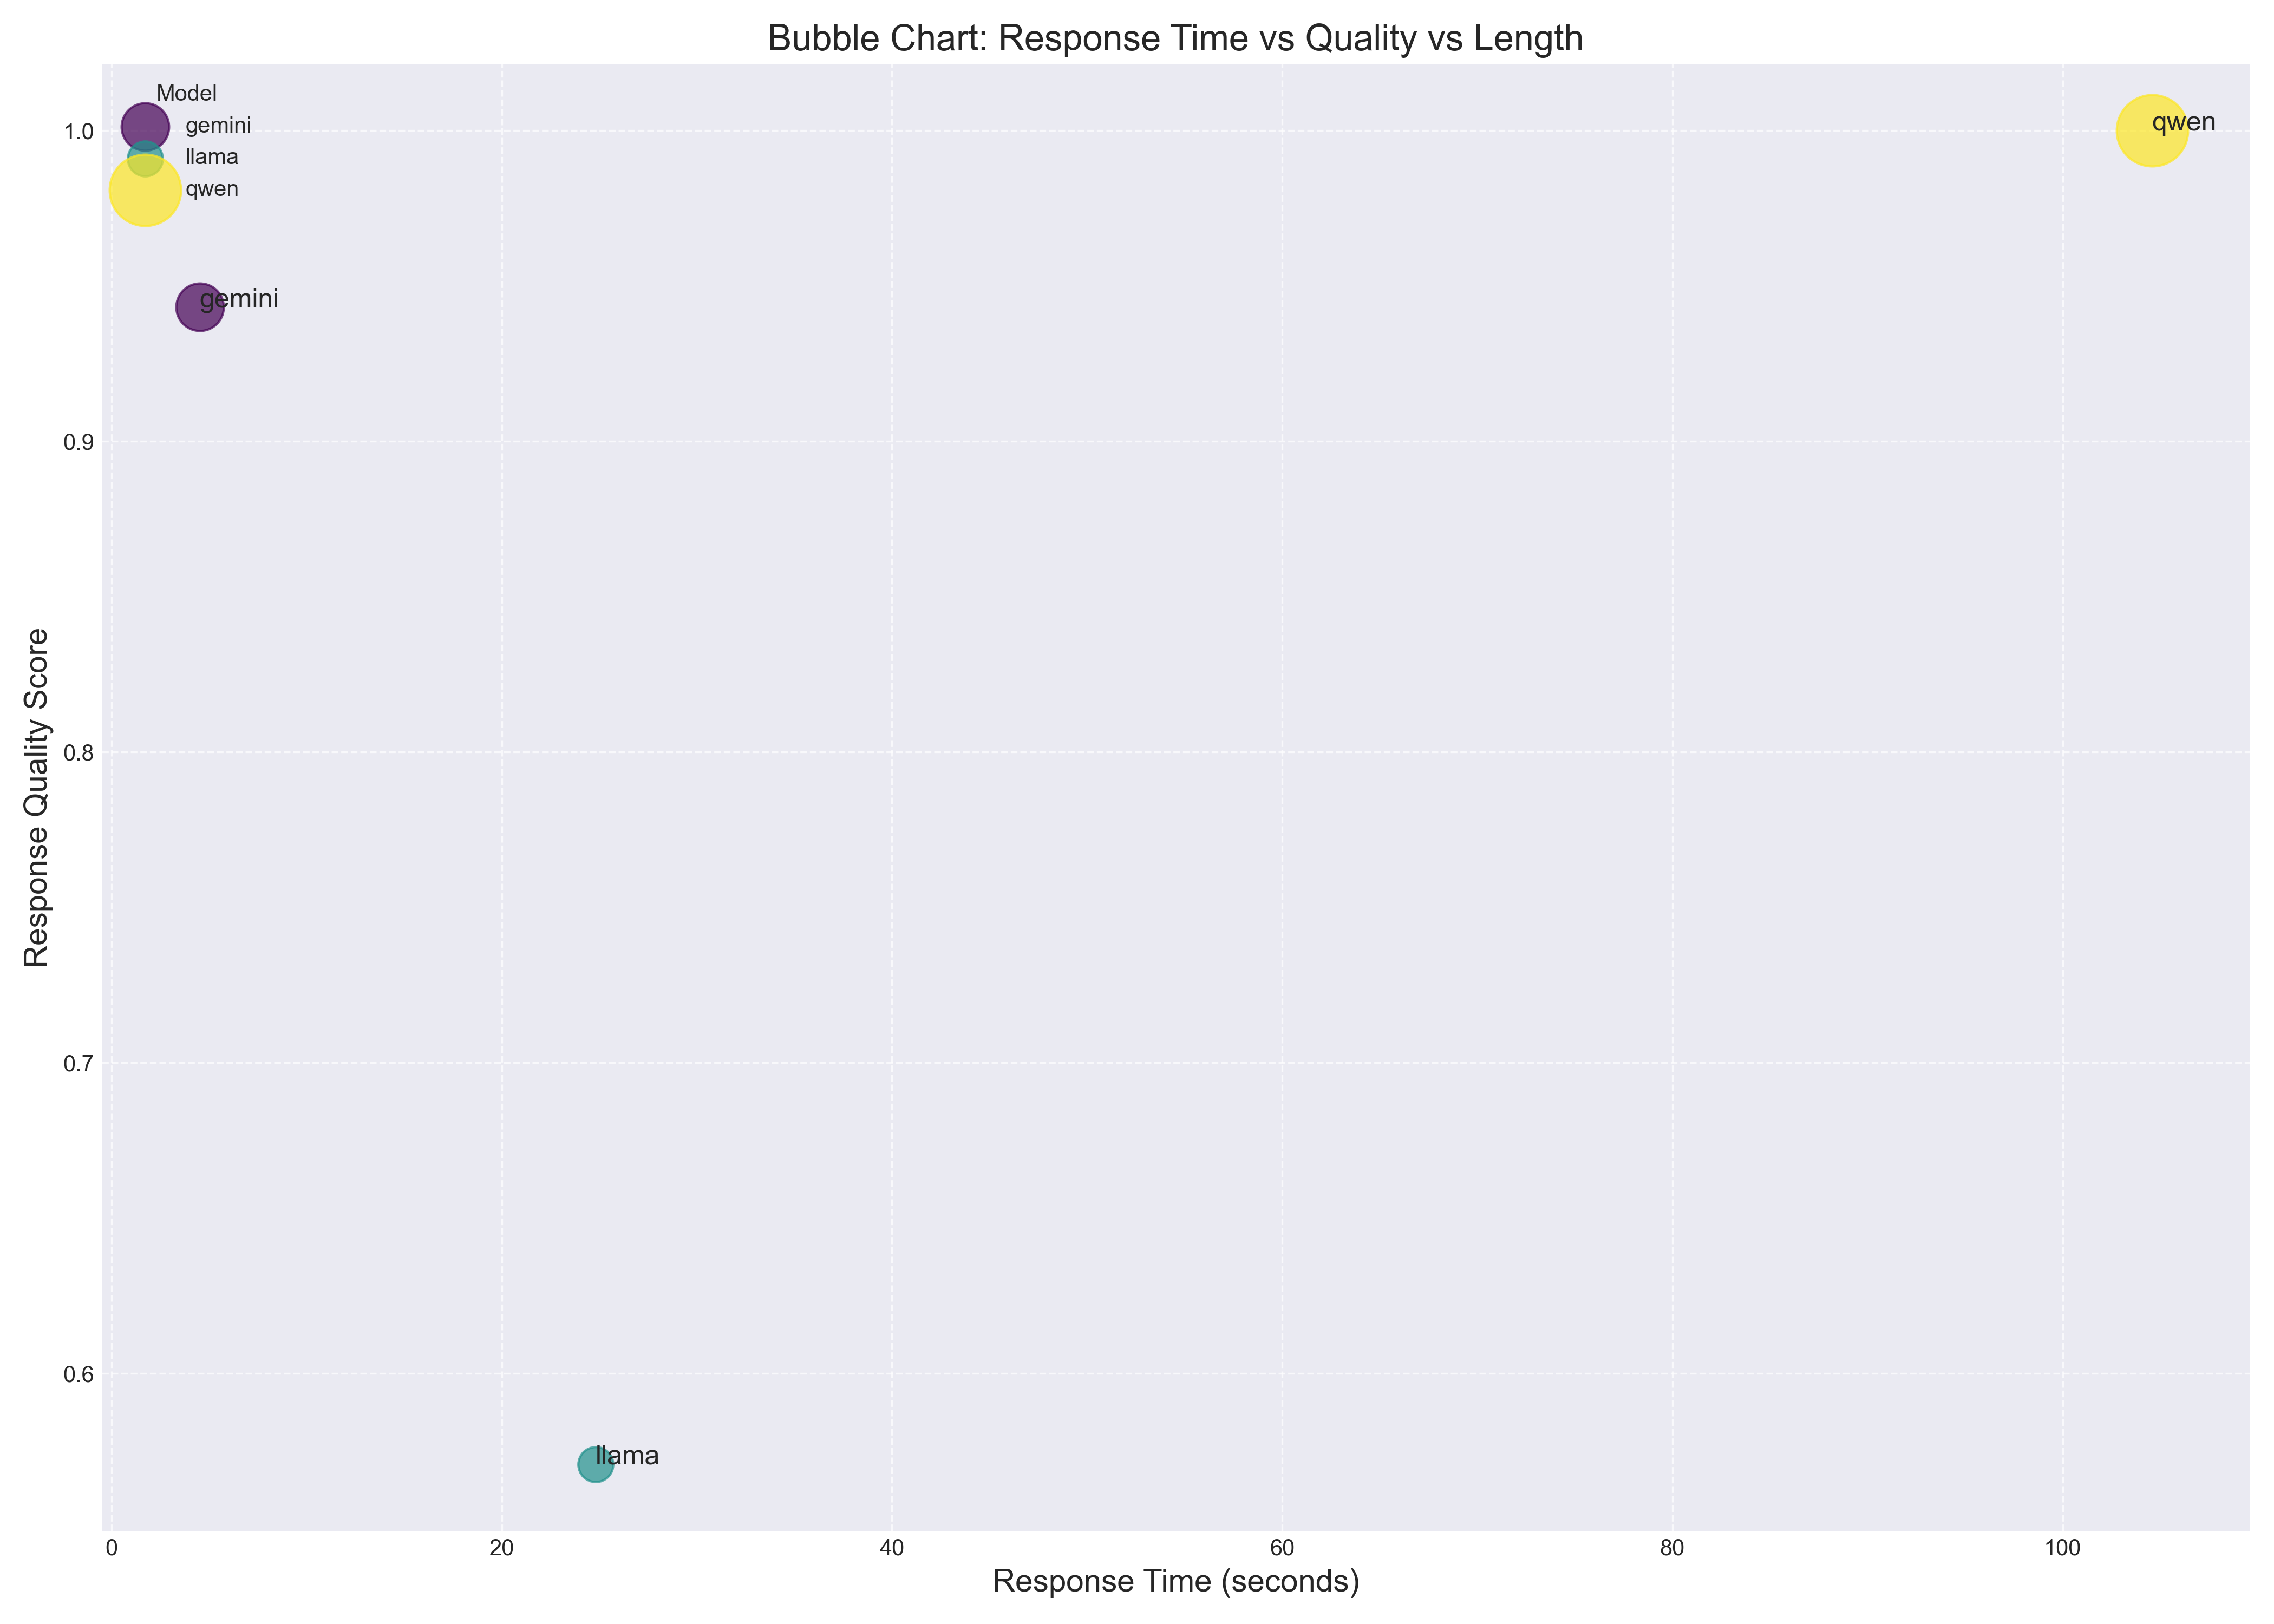 Bubble Chart: Response Time vs Quality vs Length
Model
gemini
llama
qwen
qwen
gemini
llama
1.0
0.9
0.8
0.7
0.6
Response Quality Score
0 20 40 60 80 100
Response Time (seconds)